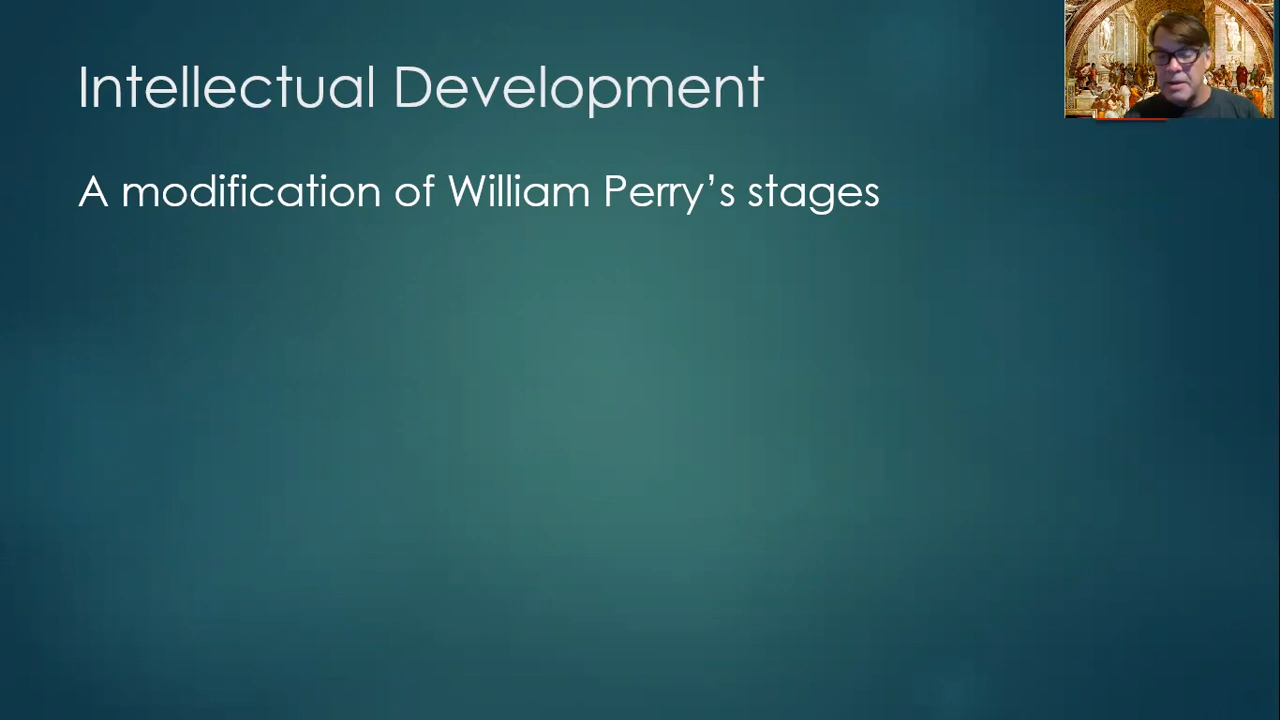 Intellectual Development
A modification of William Perry’s stages